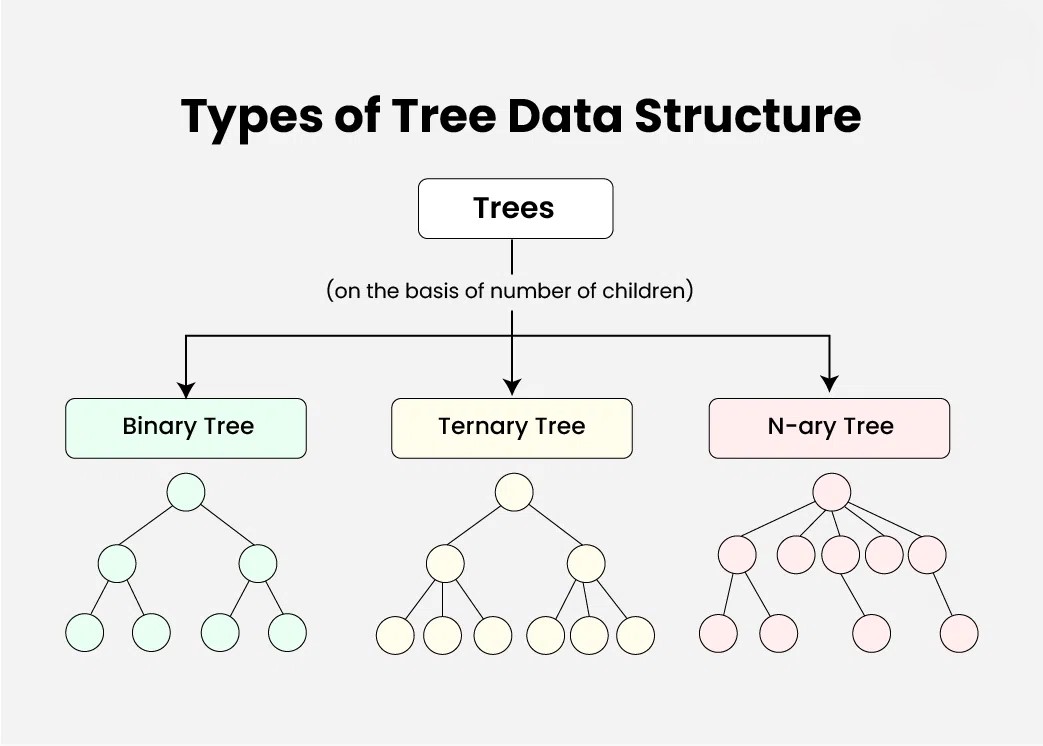 Types of Tree Data Structure
Trees
(on the basis of number of children)
Binary Tree
Ternary Tree
N-ary Tree